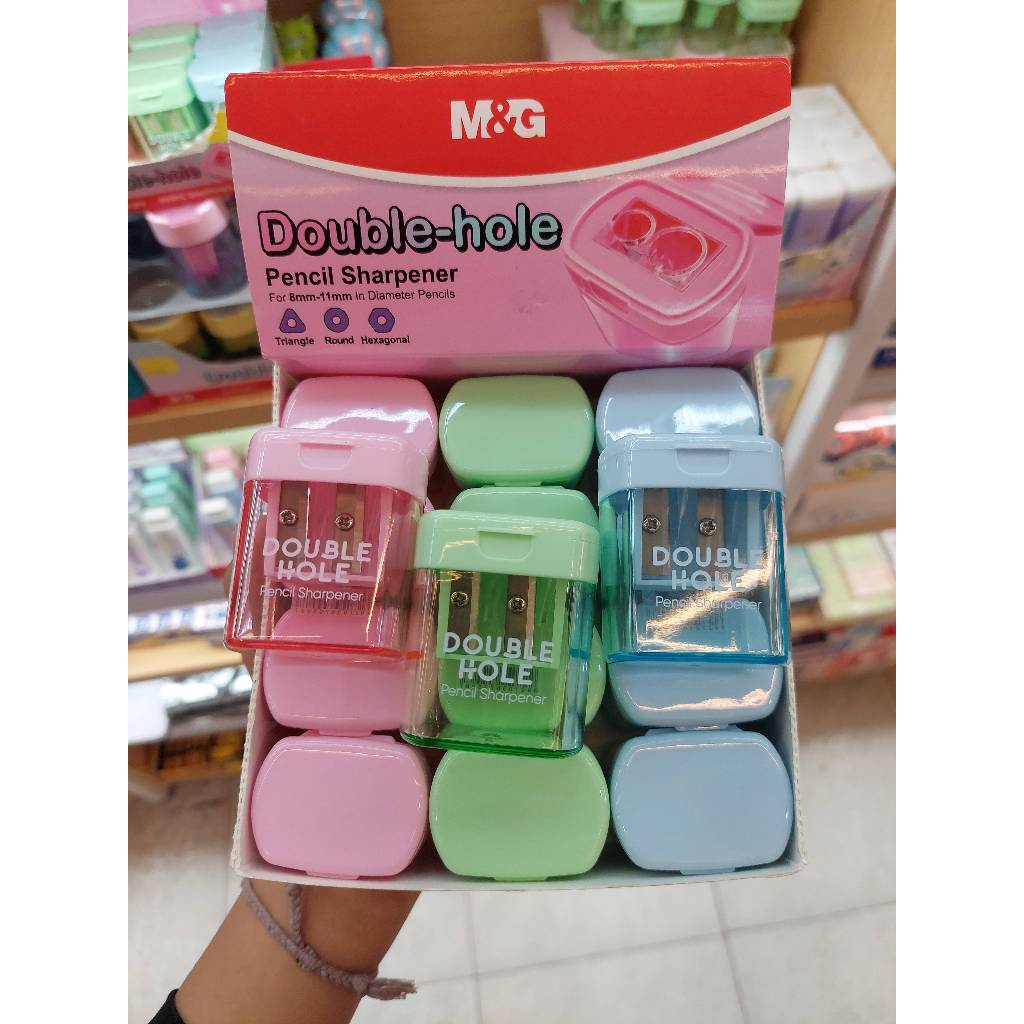 M&G
Double-hole
Pencil Sharpener
For 8mm-11mm In Diameter Pencils
Triangle Round Hexagonal
DOUBLE
HOLE
Pencil Sharpener
DOUBLE
HOLE
Pencil Sharpener
DOUBLE
HOLE
Pencil Sharpener